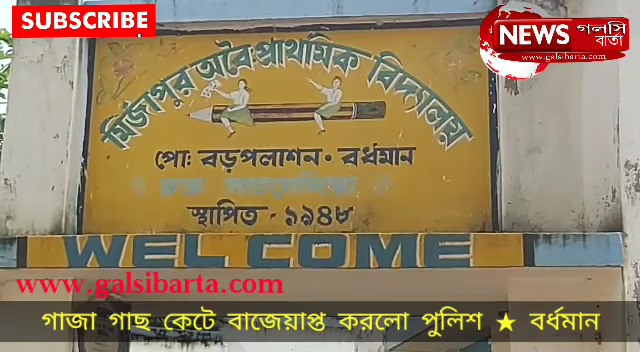 SUBSCRIBE
NEWS গলসি বার্তা
www.galsibarta.com
মির্জাপুর অবৈপ্রাথমিক বিদ্যালয়
পোঃ বড়পলাশন • বর্ধমান
স্থাপিত - ১৯৪৮
WELCOME
www.galsibarta.com
গাজা গাছ কেটে বাজেয়াপ্ত করলো পুলিশ ★ বর্ধমান